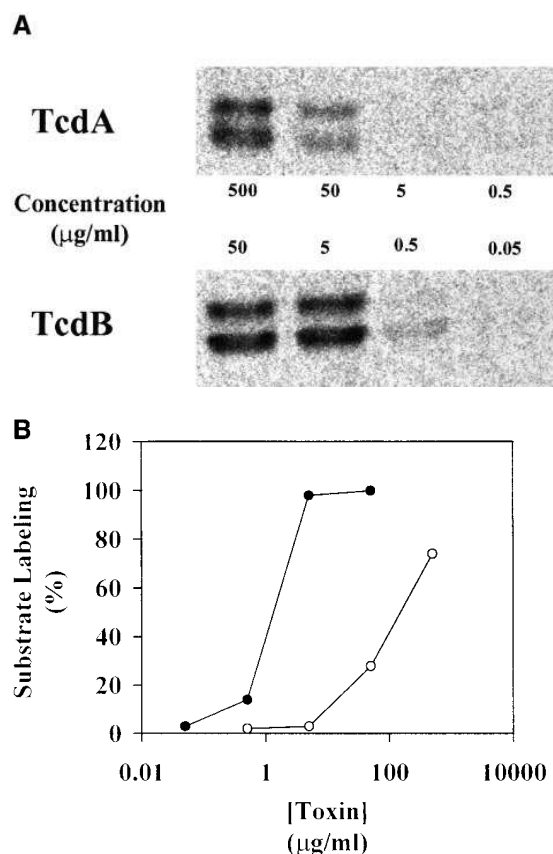 A
TcdA
500 50 5 0.5
Concentration
(μg/ml)
50 5 0.5 0.05
TcdB
B
120
100
80
60
40
20
0
Substrate Labeling
(%)
0.01 1 100 10000
[Toxin}
(μg/ml)